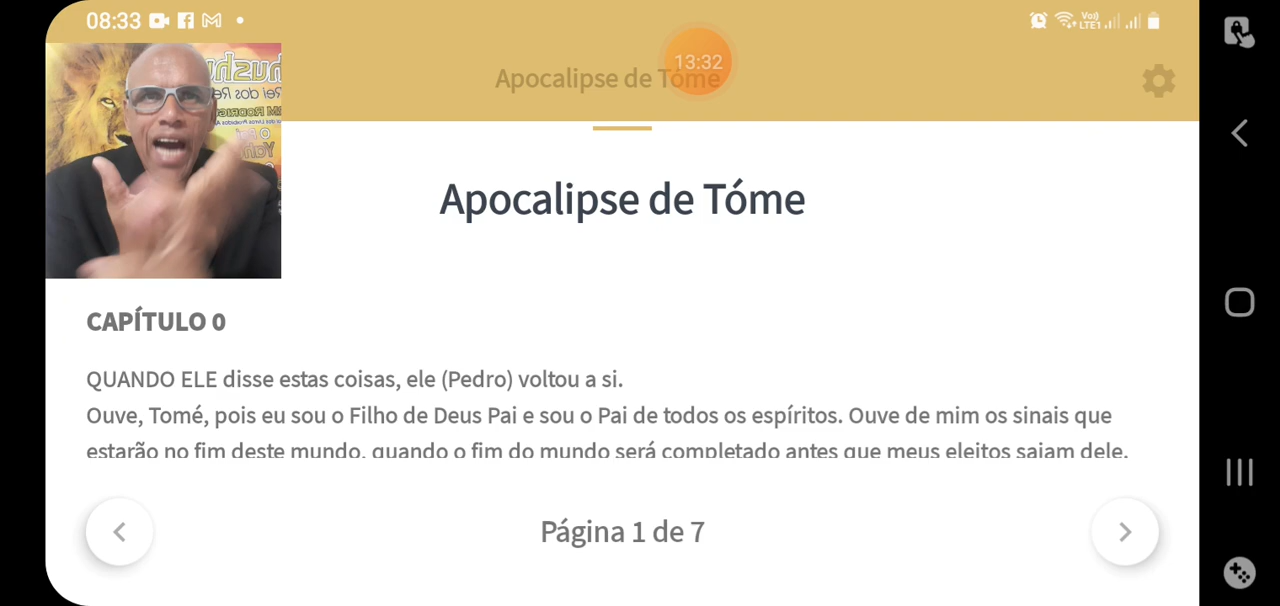 08:33
Vo)
LTE1
13:32
Apocalipse de Tóme
Apocalipse de Tóme
CAPÍTULO 0
QUANDO ELE disse estas coisas, ele (Pedro) voltou a si.
Ouve, Tomé, pois eu sou o Filho de Deus Pai e sou o Pai de todos os espíritos. Ouve de mim os sinais que
estarão no fim deste mundo, quando o fim do mundo será completado antes que meus eleitos saiam dele.
Página 1 de 7